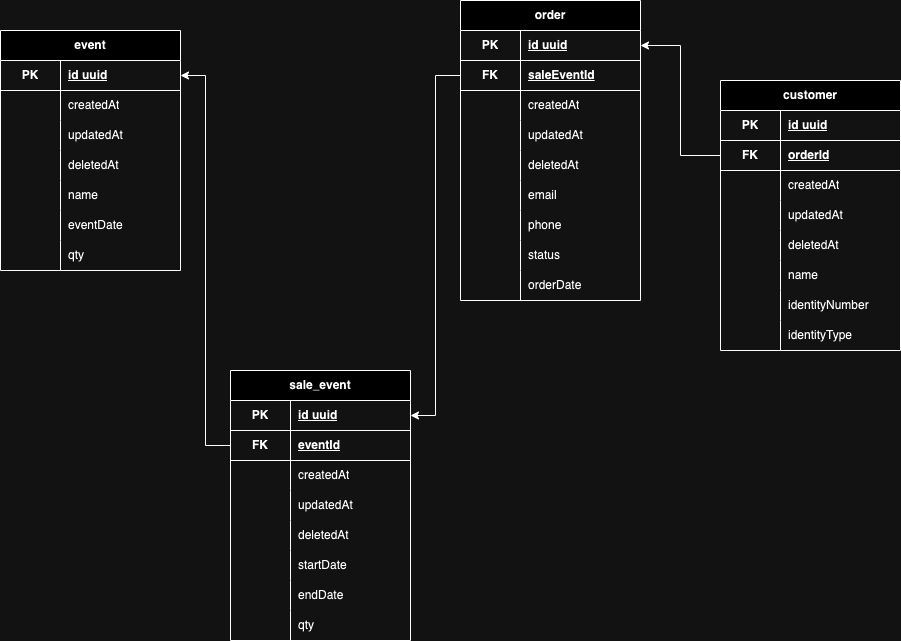 event
PK id uuid
createdAt
updatedAt
deletedAt
name
eventDate
qty
order
PK id uuid
FK saleEventId
createdAt
updatedAt
deletedAt
email
phone
status
orderDate
customer
PK id uuid
FK orderId
createdAt
updatedAt
deletedAt
name
identityNumber
identityType
sale_event
PK id uuid
FK eventId
createdAt
updatedAt
deletedAt
startDate
endDate
qty